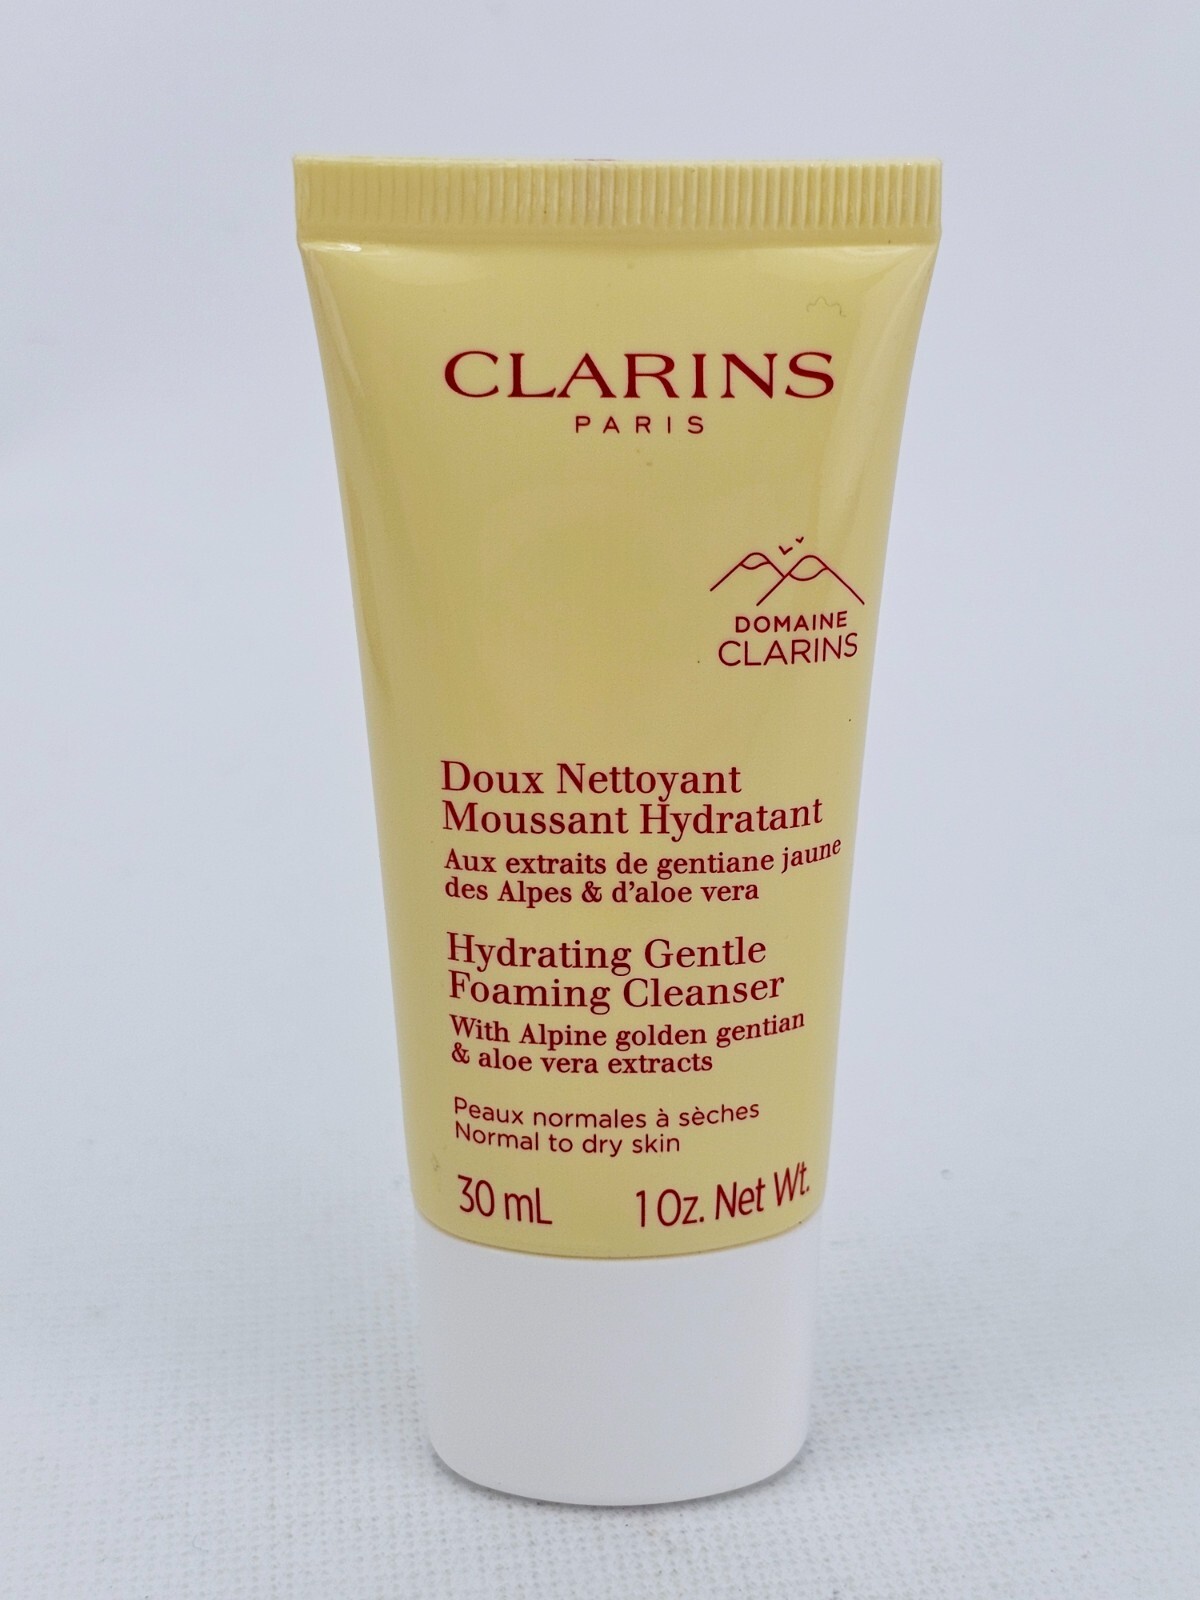 CLARINS
PARIS
DOMAINE
CLARINS
Doux Nettoyant
Moussant Hydratant
Aux extraits de gentiane jaune
des Alpes & d'aloe vera
Hydrating Gentle
Foaming Cleanser
With Alpine golden gentian
& aloe vera extracts
Peaux normales à sèches
Normal to dry skin
30 mL 1 Oz. Net Wt.